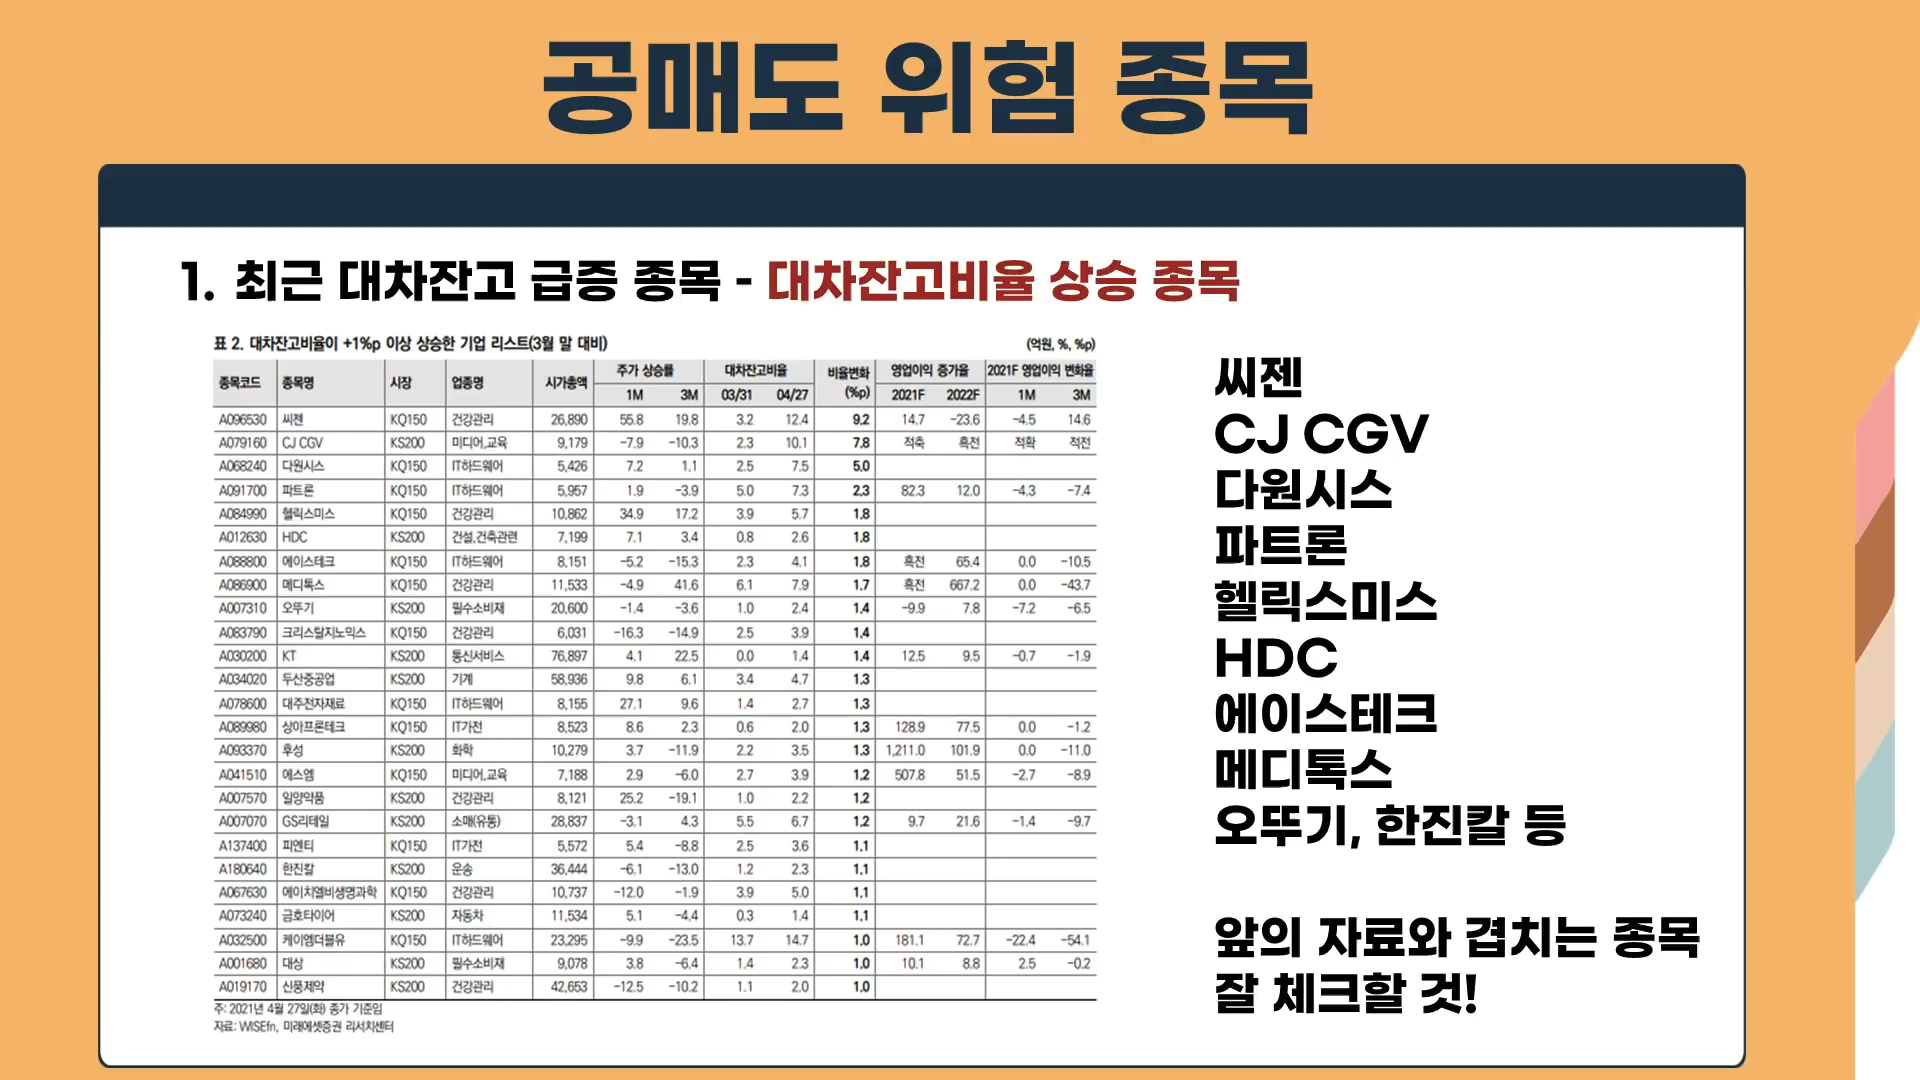 공매도 위험 종목
1. 최근 대차잔고 급증 종목 - 대차잔고비율 상승 종목
표 2. 대차잔고비율이 +1%p 이상 상승한 기업 리스트(3월 말 대비) (억원, %, %p)
종목코드 종목명 시장 업종명 시가총액 주가 상승률 대차잔고비율 비율변화 (%p) 영업이익 증가율 2021F 영업이익 변화율
1M 3M 03/31 04/27 2021F 2022F 1M 3M
A096530 씨젠 KQ150 건강관리 26,890 55.8 19.8 3.2 12.4 9.2 14.7 -23.6 -4.5 14.6
A079160 CJ CGV KS200 미디어,교육 9,179 -7.9 -10.3 2.3 10.1 7.8 적축 흑전 적확 적전
A068240 다원시스 KQ150 IT하드웨어 5,426 7.2 1.1 2.5 7.5 5.0
A091700 파트론 KQ150 IT하드웨어 5,957 1.9 -3.9 5.0 7.3 2.3 82.3 12.0 -4.3 -7.4
A084990 헬릭스미스 KQ150 건강관리 10,862 34.9 17.2 3.9 5.7 1.8
A012630 HDC KS200 건설,건축관련 7,199 7.1 3.4 0.8 2.6 1.8
A088800 에이스테크 KQ150 IT하드웨어 8,151 -5.2 -15.3 2.3 4.1 1.8 흑전 65.4 0.0 -10.5
A086900 메디톡스 KQ150 건강관리 11,533 -4.9 41.6 6.1 7.9 1.7 흑전 667.2 0.0 -43.7
A007310 오뚜기 KS200 필수소비재 20,600 -1.4 -3.6 1.0 2.4 1.4 -9.9 7.8 -7.2 -6.5
A083790 크리스탈지노믹스 KQ150 건강관리 6,031 -16.3 -14.9 2.5 3.9 1.4
A030200 KT KS200 통신서비스 76,897 4.1 22.5 0.0 1.4 1.4 12.5 9.5 -0.7 -1.9
A034020 두산중공업 KS200 기계 58,936 9.8 6.1 3.4 4.7 1.3
A078600 대주전자재료 KQ150 IT하드웨어 8,155 27.1 9.6 1.4 2.7 1.3
A089980 상아프론테크 KQ150 IT가전 8,523 8.6 2.3 0.6 2.0 1.3 128.9 77.5 0.0 -1.2
A093370 후성 KS200 화학 10,279 3.7 -11.9 2.2 3.5 1.3 1,211.0 101.9 0.0 -11.0
A041510 에스엠 KQ150 미디어,교육 7,188 2.9 -6.0 2.7 3.9 1.2 507.8 51.5 -2.7 -8.9
A007570 일양약품 KS200 건강관리 8,121 25.2 -19.1 1.0 2.2 1.2
A007070 GS리테일 KS200 소매(유통) 28,837 -3.1 4.3 5.5 6.7 1.2 9.7 21.6 -1.4 -9.7
A137400 피엔티 KQ150 IT가전 5,572 5.4 -8.8 2.5 3.6 1.1
A180640 한진칼 KS200 운송 36,444 -6.1 -13.0 1.2 2.3 1.1
A067630 에이치엘비생명과학 KQ150 건강관리 10,737 -12.0 -1.9 3.9 5.0 1.1
A073240 금호타이어 KS200 자동차 11,534 5.1 -4.4 0.3 1.4 1.1
A032500 케이엠더블유 KQ150 IT하드웨어 23,295 -9.9 -23.5 13.7 14.7 1.0 181.1 72.7 -22.4 -54.1
A001680 대상 KS200 필수소비재 9,078 3.8 -6.4 1.4 2.3 1.0 10.1 8.8 2.5 -0.2
A019170 신풍제약 KS200 건강관리 42,653 -12.5 -10.2 1.1 2.0 1.0
주: 2021년 4월 27일(화) 종가 기준임
자료: WISEfn, 미래에셋증권 리서치센터
씨젠
CJ CGV
다원시스
파트론
헬릭스미스
HDC
에이스테크
메디톡스
오뚜기, 한진칼 등
앞의 자료와 겹치는 종목
잘 체크할 것!